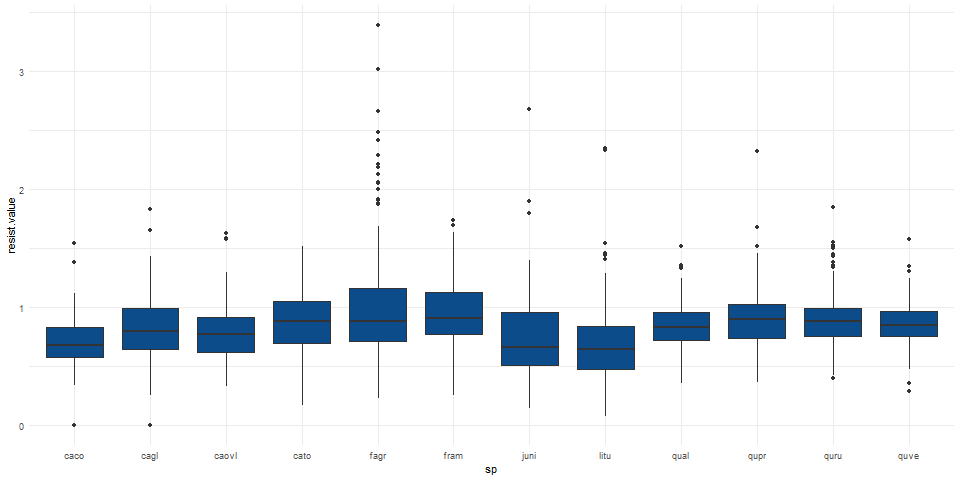 resist.value
3
2
1
0
caco cagl caovl cato fagr fram juni litu qual qupr quru quve
sp